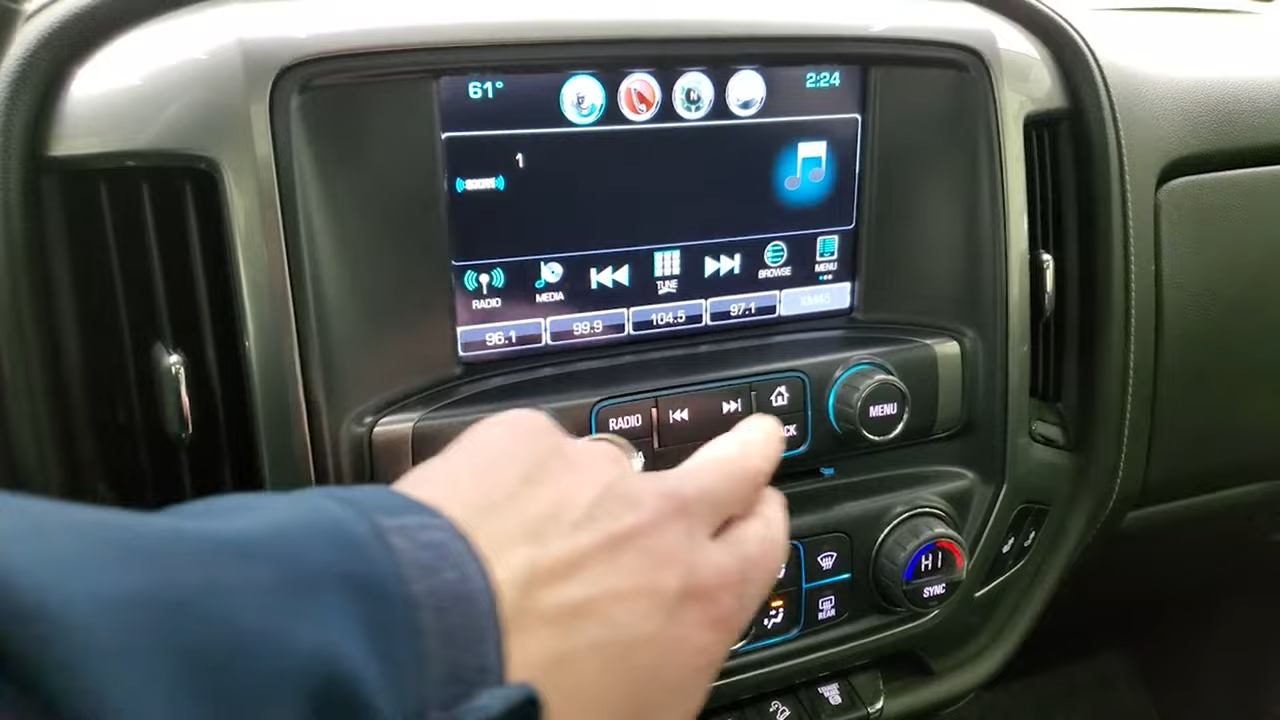 61° 2:24
1
RADIO MEDIA TUNE BROWSE MENU
96.1 99.9 104.5 97.1 XM45
RADIO
MENU
HI
SYNC
REAR